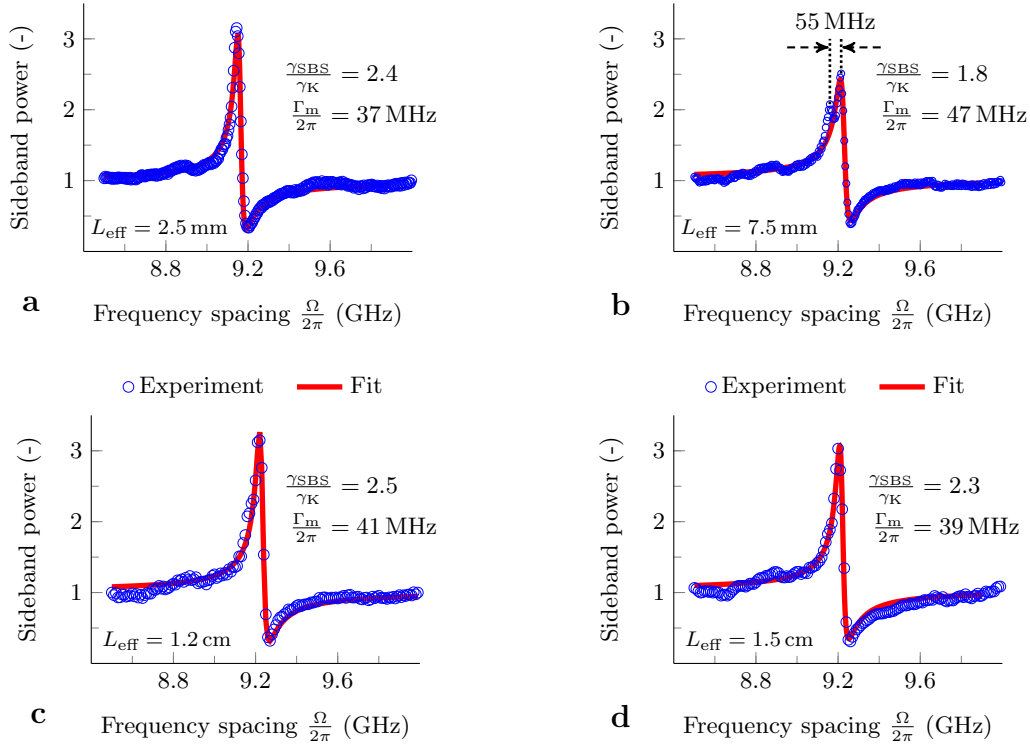 Sideband power (-)
3
2
1
γSBS/γK = 2.4
Γm/2π = 37 MHz
Leff = 2.5 mm
8.8 9.2 9.6
a
Frequency spacing Ω/2π (GHz)
Sideband power (-)
3
2
1
55 MHz
γSBS/γK = 1.8
Γm/2π = 47 MHz
Leff = 7.5 mm
8.8 9.2 9.6
b
Frequency spacing Ω/2π (GHz)
Experiment Fit
Sideband power (-)
3
2
1
γSBS/γK = 2.5
Γm/2π = 41 MHz
Leff = 1.2 cm
8.8 9.2 9.6
c
Frequency spacing Ω/2π (GHz)
Experiment Fit
Sideband power (-)
3
2
1
γSBS/γK = 2.3
Γm/2π = 39 MHz
Leff = 1.5 cm
8.8 9.2 9.6
d
Frequency spacing Ω/2π (GHz)